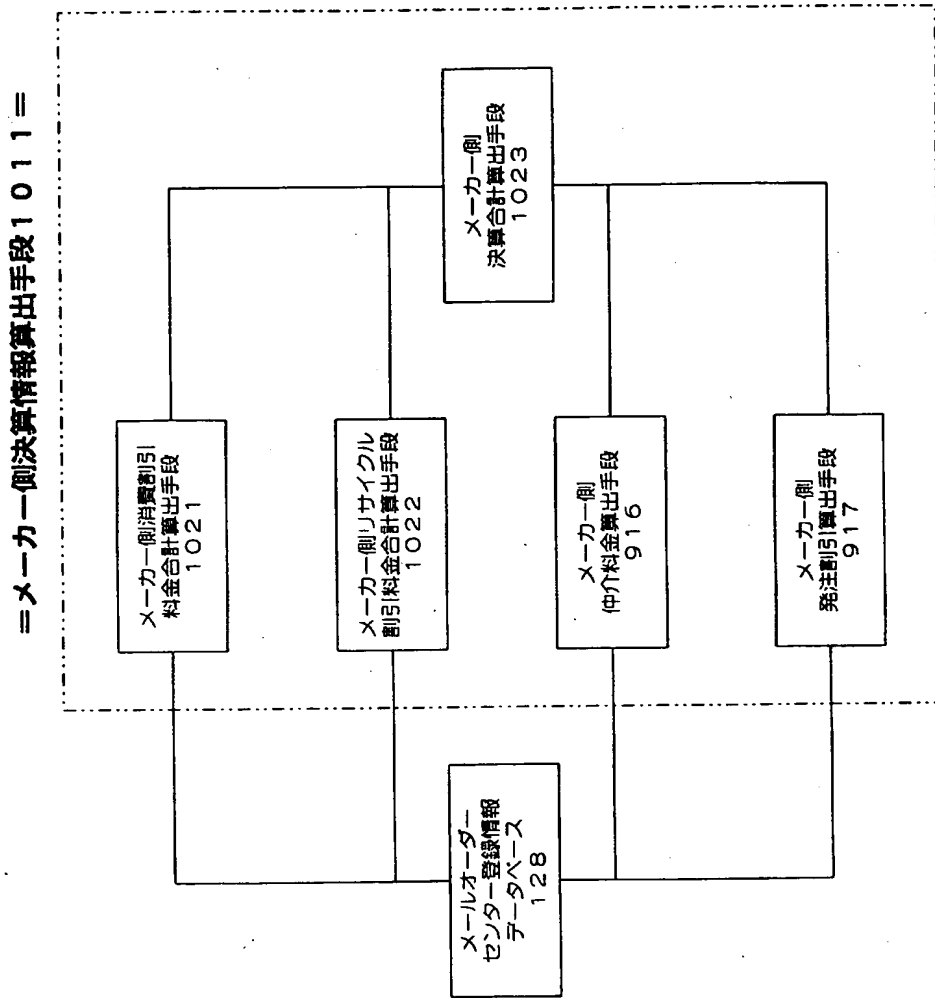 =メーカー側決算情報算出手段1011=
メーカー側消費割引
料金合計算出手段
1021
メーカー側リサイクル
割引料金合計算出手段
1022
メーカー側
仲介料金算出手段
916
メーカー側
発注割引算出手段
917
メーカー側
決算合計算出手段
1023
メールオーダー
センター登録情報
データベース
128